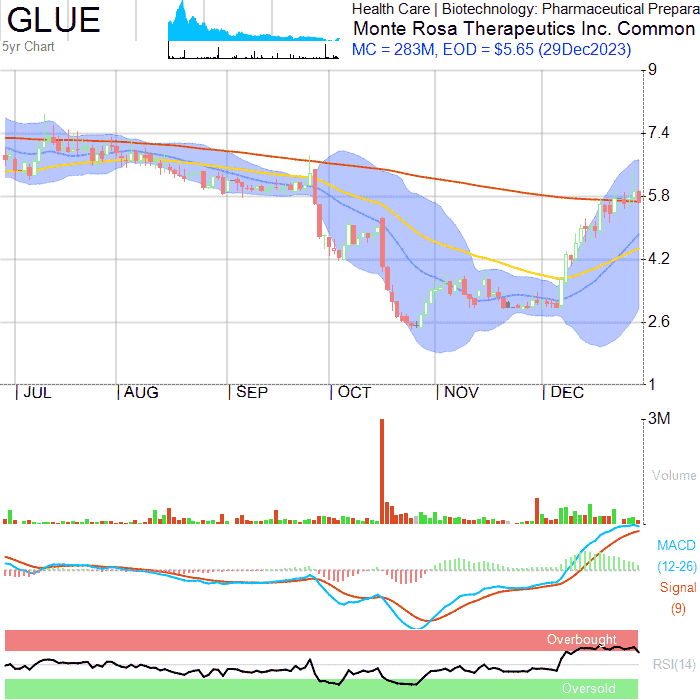 GLUE
5yr Chart
Health Care | Biotechnology: Pharmaceutical Prepara
Monte Rosa Therapeutics Inc. Common
MC = 283M, EOD = $5.65 (29Dec2023)
9
7.4
5.8
4.2
2.6
1
JUL AUG SEP OCT NOV DEC
3M
Volume
MACD
(12-26)
Signal
(9)
Overbought
RSI(14)
Oversold